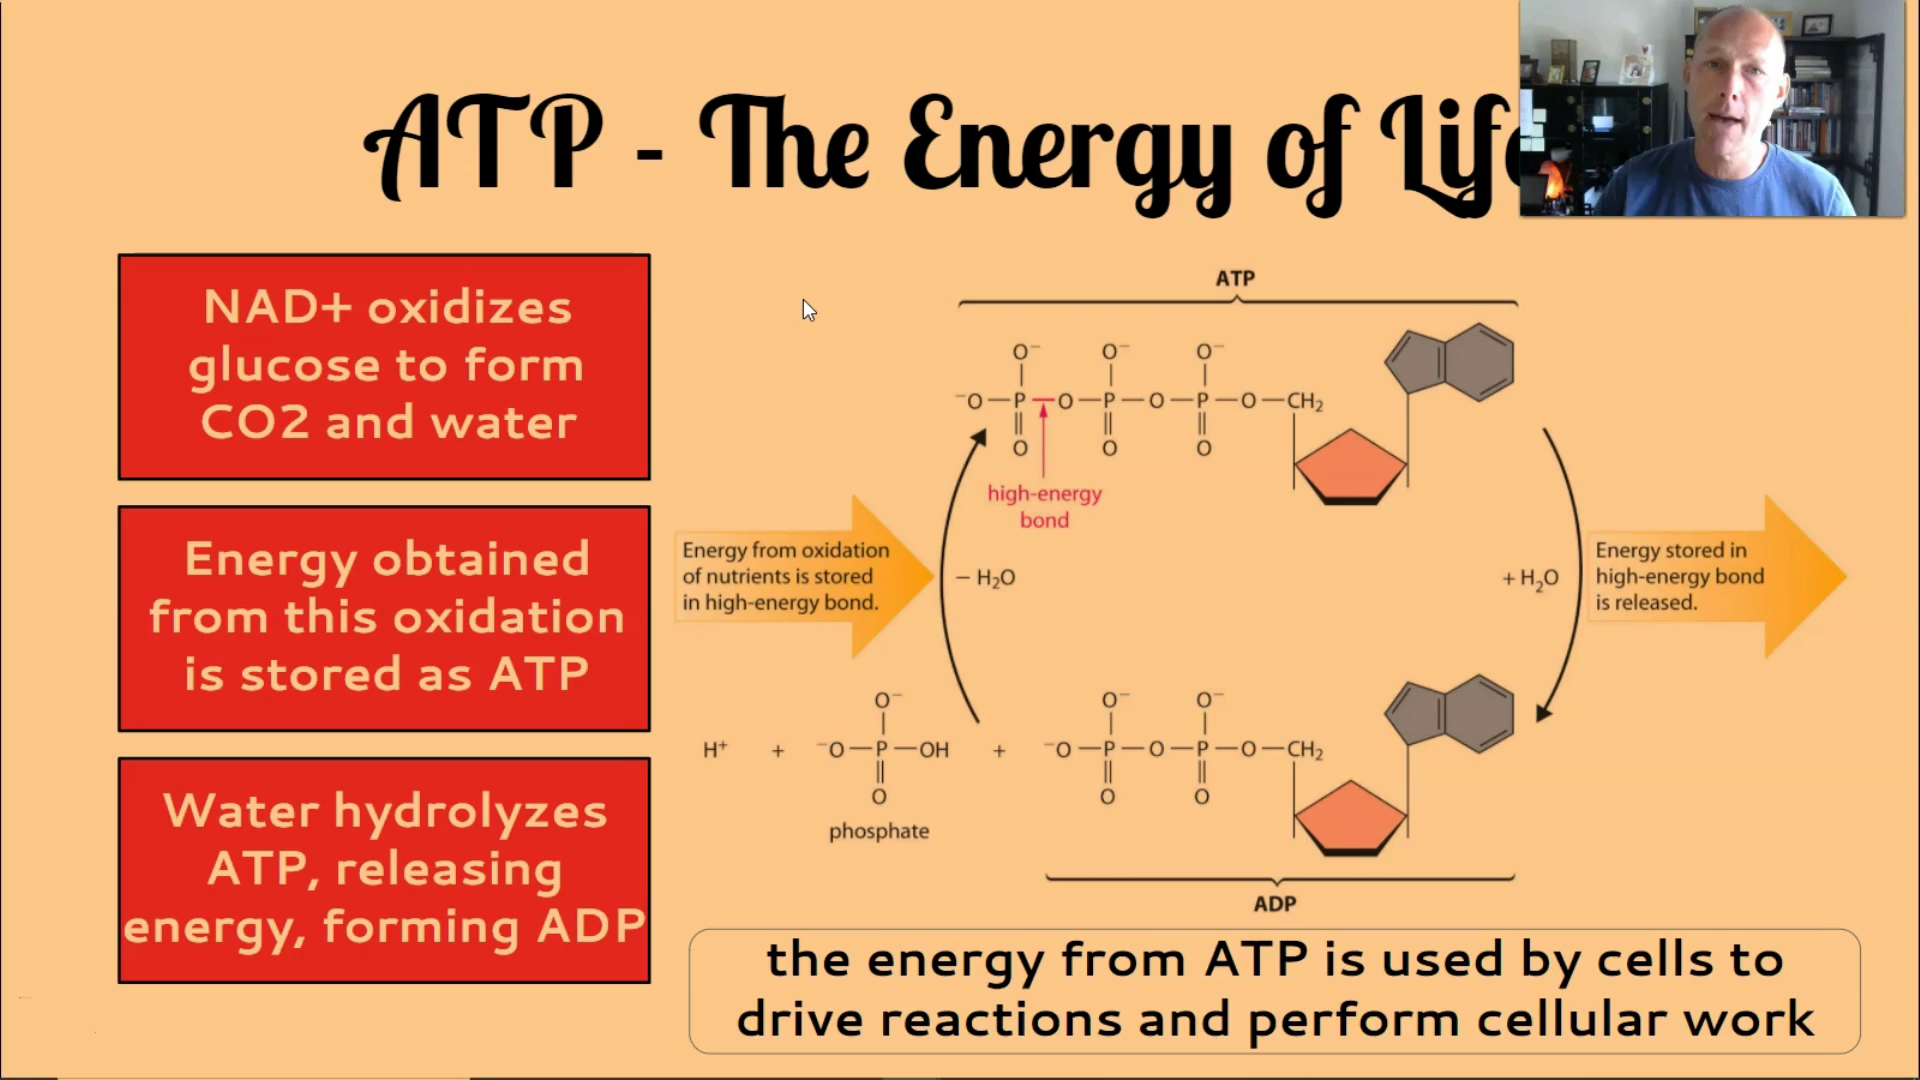 ATP - The Energy of Life
NAD+ oxidizes
glucose to form
CO2 and water
Energy obtained
from this oxidation
is stored as ATP
Water hydrolyzes
ATP, releasing
energy, forming ADP
ATP
O⁻ O⁻ O⁻
⁻O—P—O—P—O—P—O—CH₂
O O O
high-energy
bond
Energy from oxidation
of nutrients is stored
in high-energy bond.
− H₂O
+ H₂O
Energy stored in
high-energy bond
is released.
O⁻ O⁻ O⁻
H⁺ + ⁻O—P—OH + ⁻O—P—O—P—O—CH₂
O O O
phosphate
ADP
the energy from ATP is used by cells to
drive reactions and perform cellular work